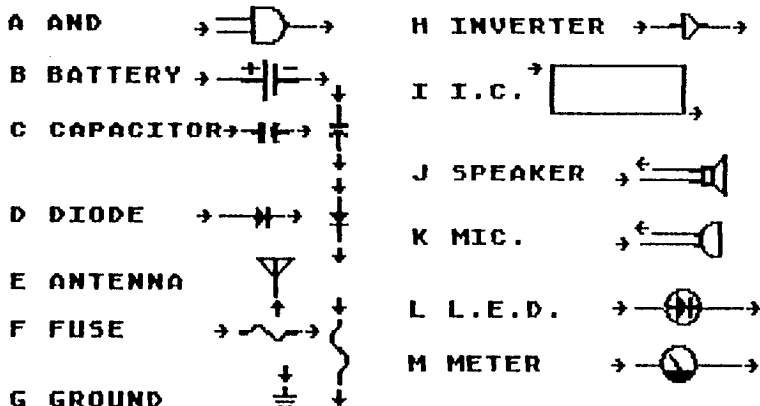 A AND
B BATTERY + -
C CAPACITOR
D DIODE
E ANTENNA
F FUSE
G GROUND
H INVERTER
I I.C.
J SPEAKER
K MIC.
L L.E.D.
M METER